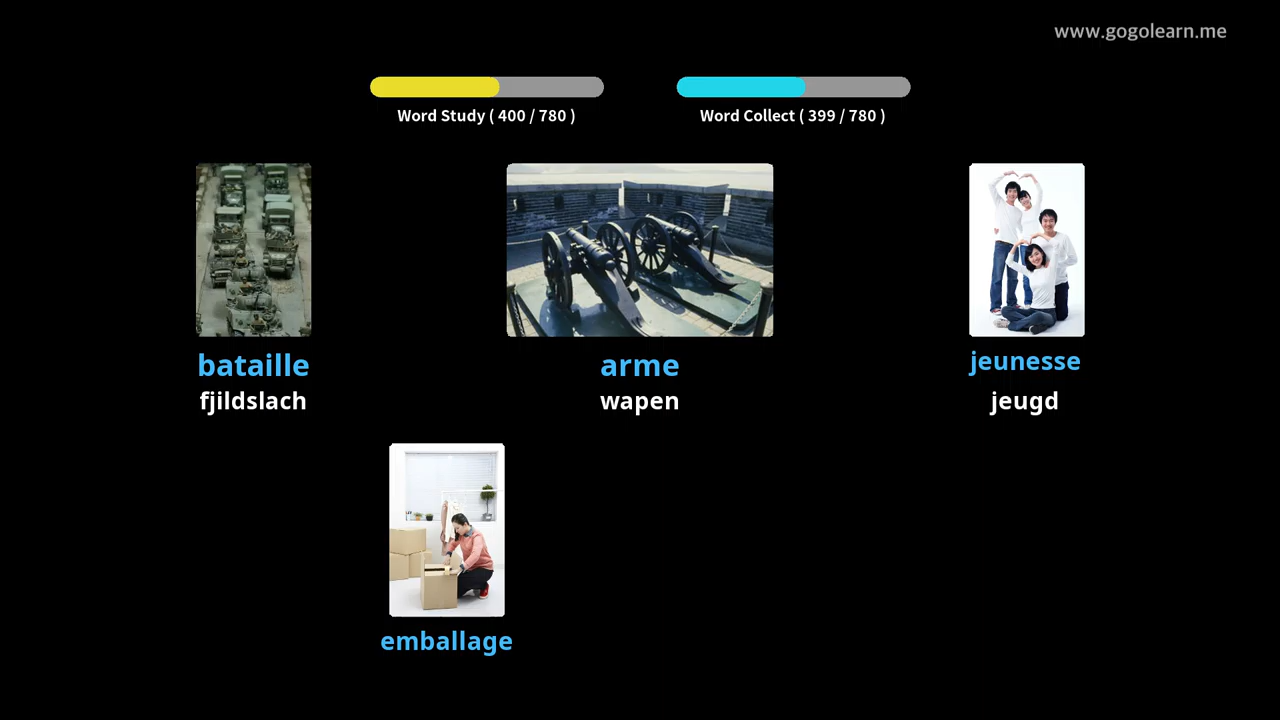 www.gogolearn.me
Word Study ( 400 / 780 )
Word Collect ( 399 / 780 )
bataille
arme
jeunesse
fjildslach
wapen
jeugd
emballage